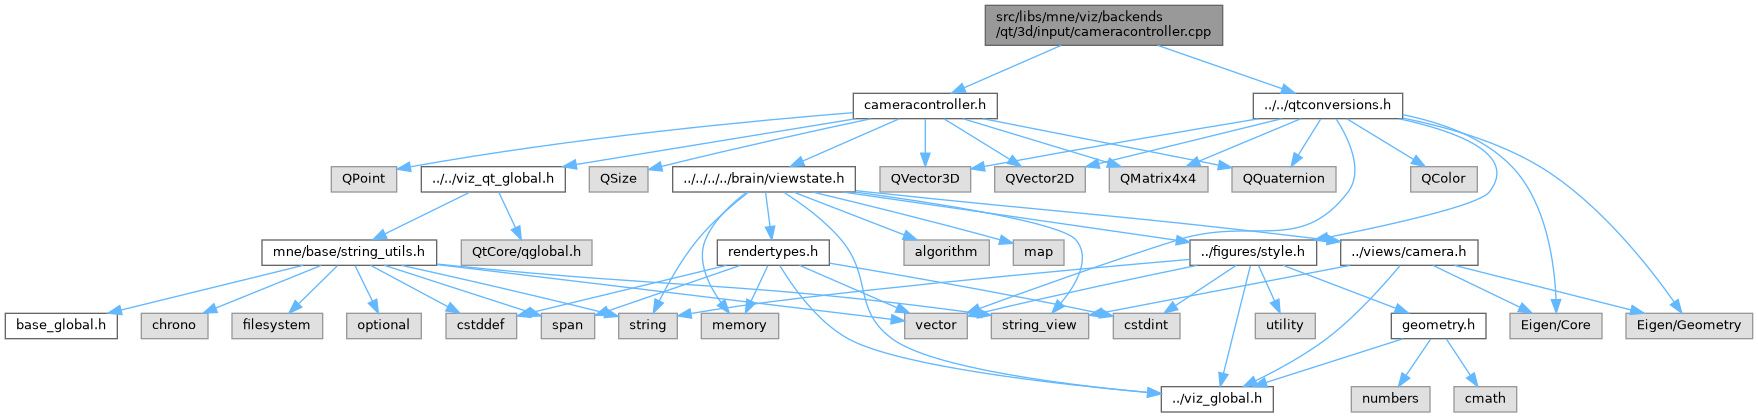 src/libs/mne/viz/backends
/qt/3d/input/cameracontroller.cpp
cameracontroller.h
../../qtconversions.h
QPoint
../../viz_qt_global.h
QSize
../../../../brain/viewstate.h
QVector3D
QVector2D
QMatrix4x4
QQuaternion
QColor
mne/base/string_utils.h
QtCore/qglobal.h
rendertypes.h
algorithm
map
../figures/style.h
../views/camera.h
base_global.h
chrono
filesystem
optional
cstddef
span
string
memory
vector
string_view
cstdint
utility
geometry.h
Eigen/Core
Eigen/Geometry
../viz_global.h
numbers
cmath